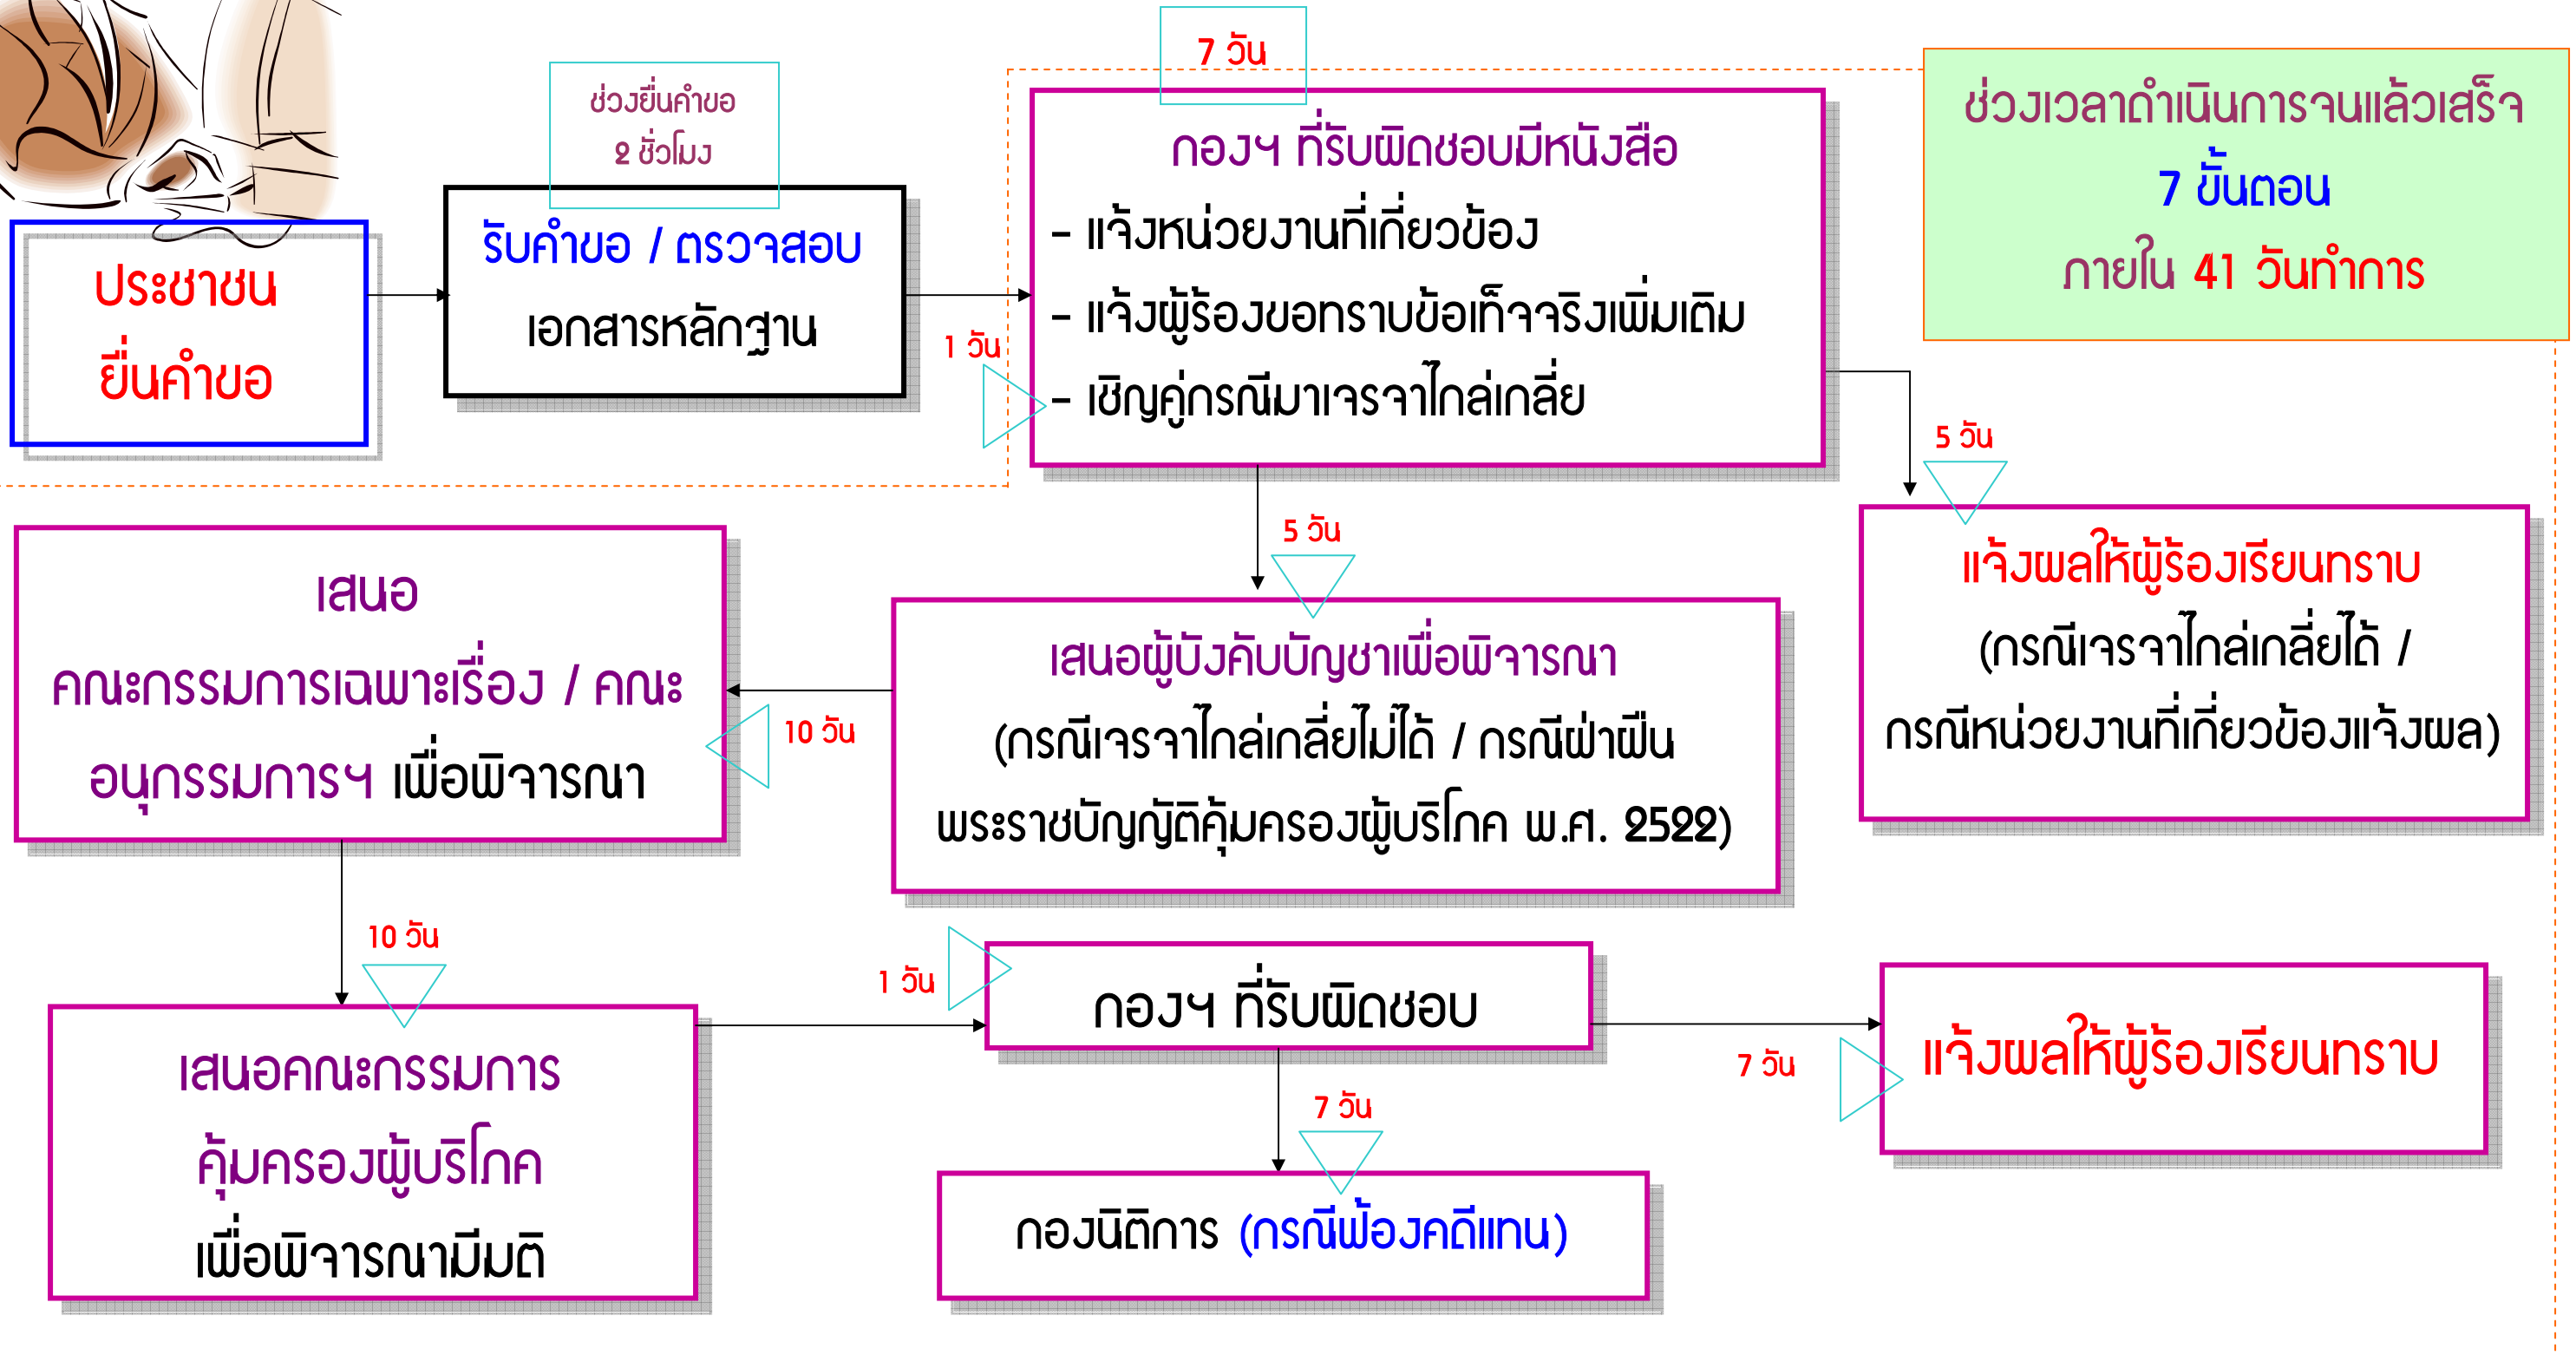 ช่วงยื่นคำขอ
2 ชั่วโมง
7 วัน
ช่วงเวลาดำเนินการจนแล้วเสร็จ
7 ขั้นตอน
ภายใน 41 วันทำการ
ประชาชน
ยื่นคำขอ
รับคำขอ / ตรวจสอบ
เอกสารหลักฐาน
1 วัน
กองฯ ที่รับผิดชอบมีหนังสือ
- แจ้งหน่วยงานที่เกี่ยวข้อง
- แจ้งผู้ร้องขอทราบข้อเท็จจริงเพิ่มเติม
- เชิญคู่กรณีมาเจรจาไกล่เกลี่ย
5 วัน
แจ้งผลให้ผู้ร้องเรียนทราบ
(กรณีเจรจาไกล่เกลี่ยได้ /
กรณีหน่วยงานที่เกี่ยวข้องแจ้งผล)
5 วัน
เสนอผู้บังคับบัญชาเพื่อพิจารณา
(กรณีเจรจาไกล่เกลี่ยไม่ได้ / กรณีฝ่าฝืน
พระราชบัญญัติคุ้มครองผู้บริโภค พ.ศ. 2522)
10 วัน
เสนอ
คณะกรรมการเฉพาะเรื่อง / คณะ
อนุกรรมการฯ เพื่อพิจารณา
10 วัน
เสนอคณะกรรมการ
คุ้มครองผู้บริโภค
เพื่อพิจารณามีมติ
1 วัน
กองฯ ที่รับผิดชอบ
7 วัน
แจ้งผลให้ผู้ร้องเรียนทราบ
7 วัน
กองนิติการ (กรณีฟ้องคดีแทน)